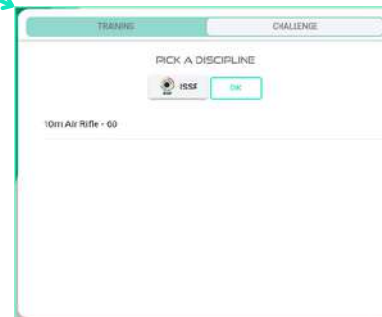 TRAINING CHALLENGE
PICK A DISCIPLINE
ISSF OK
10m Air Rifle - 60